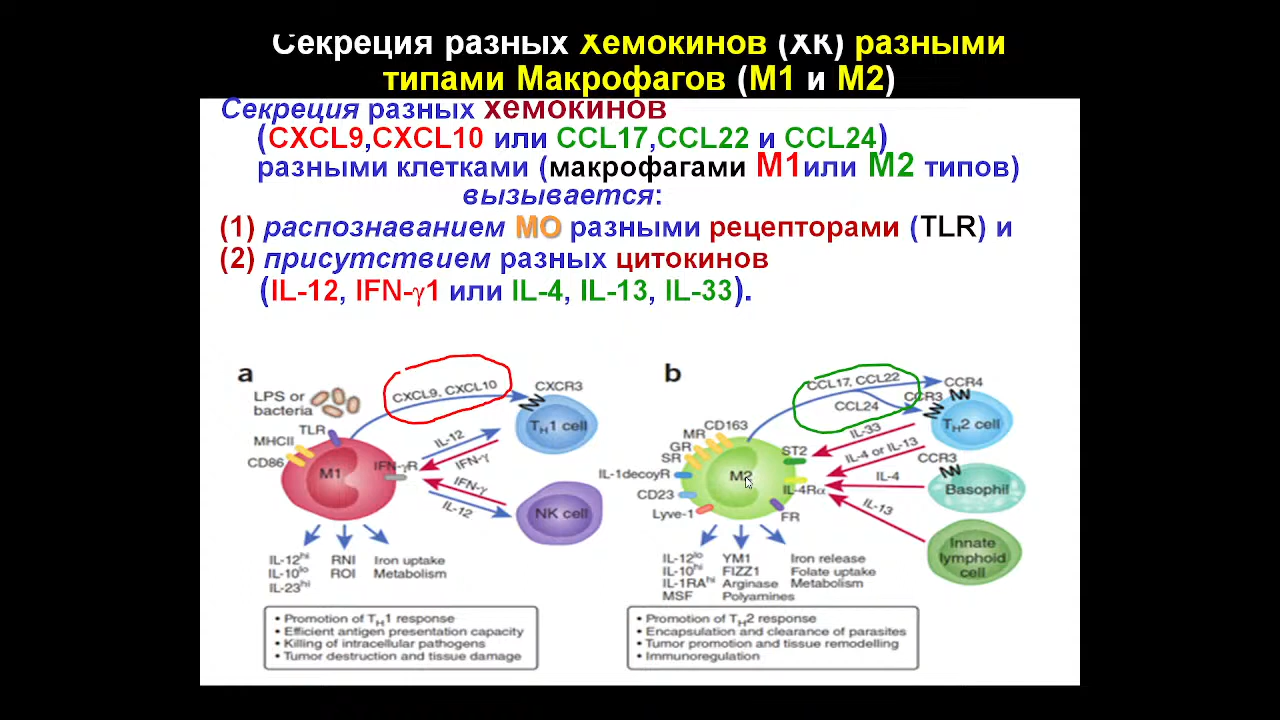 Секреция разных Хемокинов (ХК) разными
типами Макрофагов (М1 и М2)
Секреция разных хемокинов
(CXCL9,CXCL10 или CCL17,CCL22 и CCL24)
разными клетками (макрофагами М1или М2 типов)
вызывается:
(1) распознаванием МО разными рецепторами (TLR) и
(2) присутствием разных цитокинов
(IL-12, IFN-γ1 или IL-4, IL-13, IL-33).
a
LPS or
bacteria
CXCL9, CXCL10
CXCR3
TH1 cell
TLR
MHCII
CD86
M1
IFN-γR
IL-12
IFN-γ
IFN-γ
IL-12
NK cell
IL-12hi
IL-10lo
IL-23hi
RNI
ROI
Iron uptake
Metabolism
• Promotion of TH1 response
• Efficient antigen presentation capacity
• Killing of intracellular pathogens
• Tumor destruction and tissue damage
b
CCL17, CCL22
CCL24
CCR4
CCR3
TH2 cell
CD163
MR
GR
SR
IL-1decoyR
CD23
Lyve-1
M2
ST2
IL-4Rα
FR
IL-33
IL-4 or IL-13
CCR3
IL-4
Basophil
IL-13
Innate
lymphoid
cell
IL-12lo
IL-10hi
IL-1RAhi
MSF
YM1
FIZZ1
Arginase
Polyamines
Iron release
Folate uptake
Metabolism
• Promotion of TH2 response
• Encapsulation and clearance of parasites
• Tumor promotion and tissue remodelling
• Immunoregulation